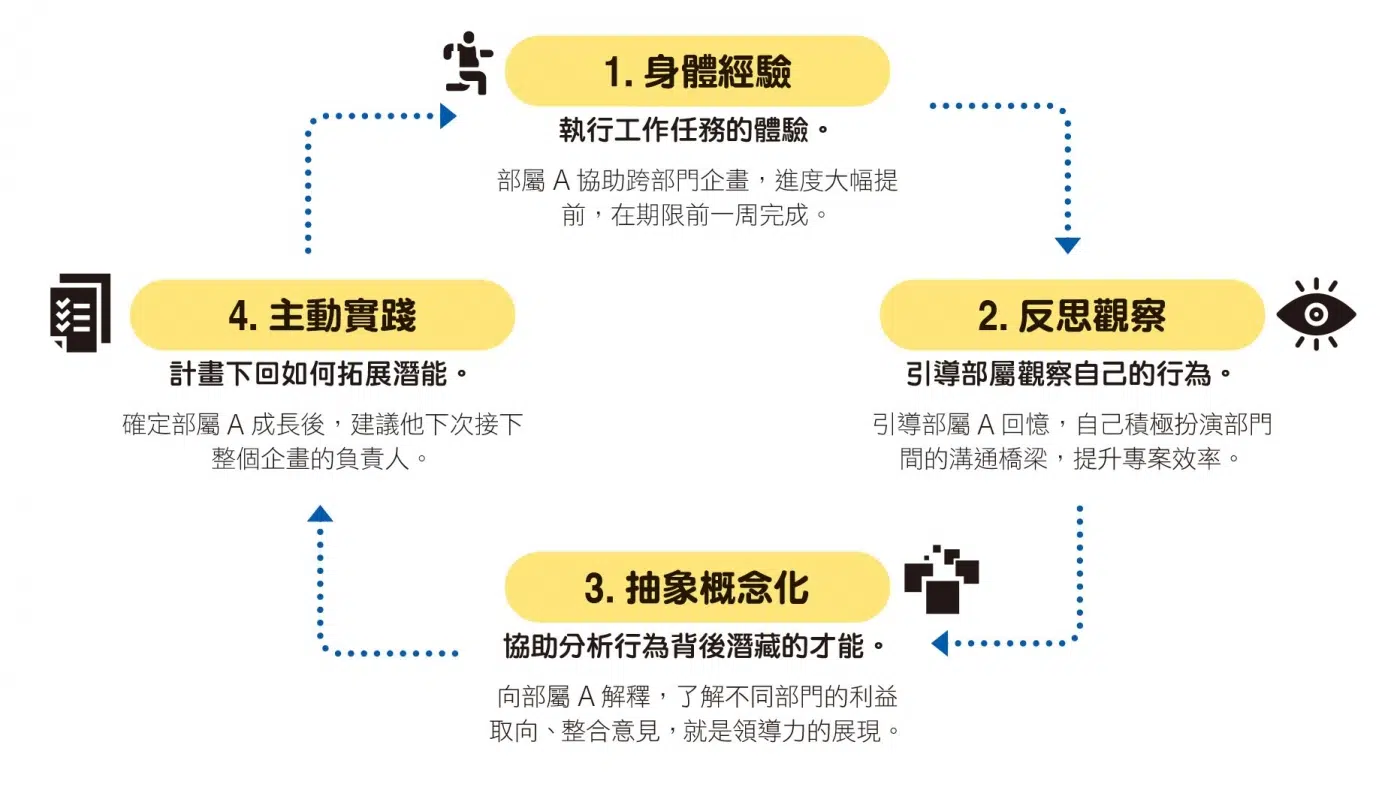 1. 身體經驗
執行工作任務的體驗。
部屬 A 協助跨部門企畫，進度大幅提
前，在期限前一周完成。
2. 反思觀察
引導部屬觀察自己的行為。
引導部屬 A 回憶，自己積極扮演部門
間的溝通橋梁，提升專案效率。
3. 抽象概念化
協助分析行為背後潛藏的才能。
向部屬 A 解釋，了解不同部門的利益
取向、整合意見，就是領導力的展現。
4. 主動實踐
計畫下回如何拓展潛能。
確定部屬 A 成長後，建議他下次接下
整個企畫的負責人。